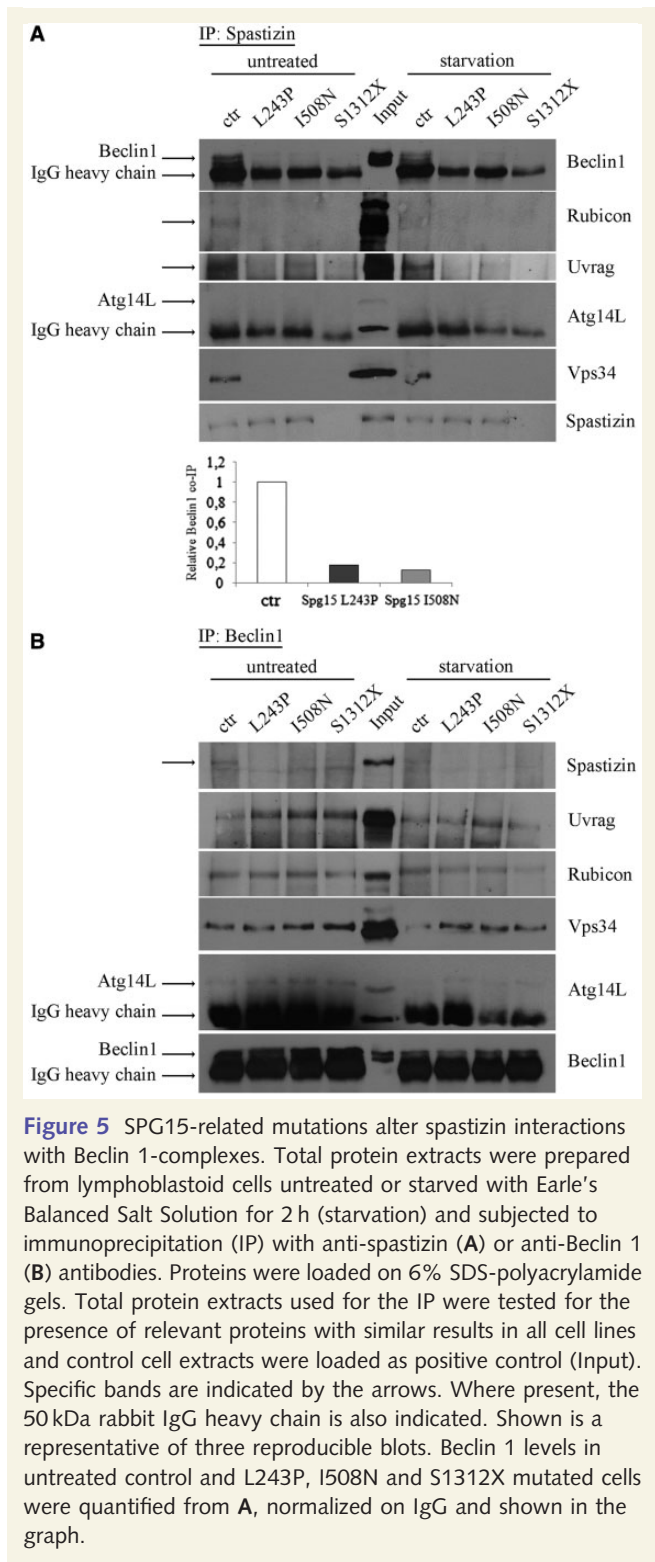 A
IP: Spastizin
untreated starvation
ctr L243P I508N S1312X Input ctr L243P I508N S1312X
Beclin1
IgG heavy chain
Beclin1
Rubicon
Uvrag
Atg14L
IgG heavy chain
Atg14L
Vps34
Spastizin
Relative Beclin1 co-IP
1,2
1
0,8
0,6
0,4
0,2
0
ctr Spg15 L243P Spg15 I508N
B
IP: Beclin1
untreated starvation
ctr L243P I508N S1312X Input ctr L243P I508N S1312X
Spastizin
Uvrag
Rubicon
Vps34
Atg14L
IgG heavy chain
Atg14L
Beclin1
IgG heavy chain
Beclin1
Figure 5 SPG15-related mutations alter spastizin interactions
with Beclin 1-complexes. Total protein extracts were prepared
from lymphoblastoid cells untreated or starved with Earle's
Balanced Salt Solution for 2 h (starvation) and subjected to
immunoprecipitation (IP) with anti-spastizin (A) or anti-Beclin 1
(B) antibodies. Proteins were loaded on 6% SDS-polyacrylamide
gels. Total protein extracts used for the IP were tested for the
presence of relevant proteins with similar results in all cell lines
and control cell extracts were loaded as positive control (Input).
Specific bands are indicated by the arrows. Where present, the
50 kDa rabbit IgG heavy chain is also indicated. Shown is a
representative of three reproducible blots. Beclin 1 levels in
untreated control and L243P, I508N and S1312X mutated cells
were quantified from A, normalized on IgG and shown in the
graph.